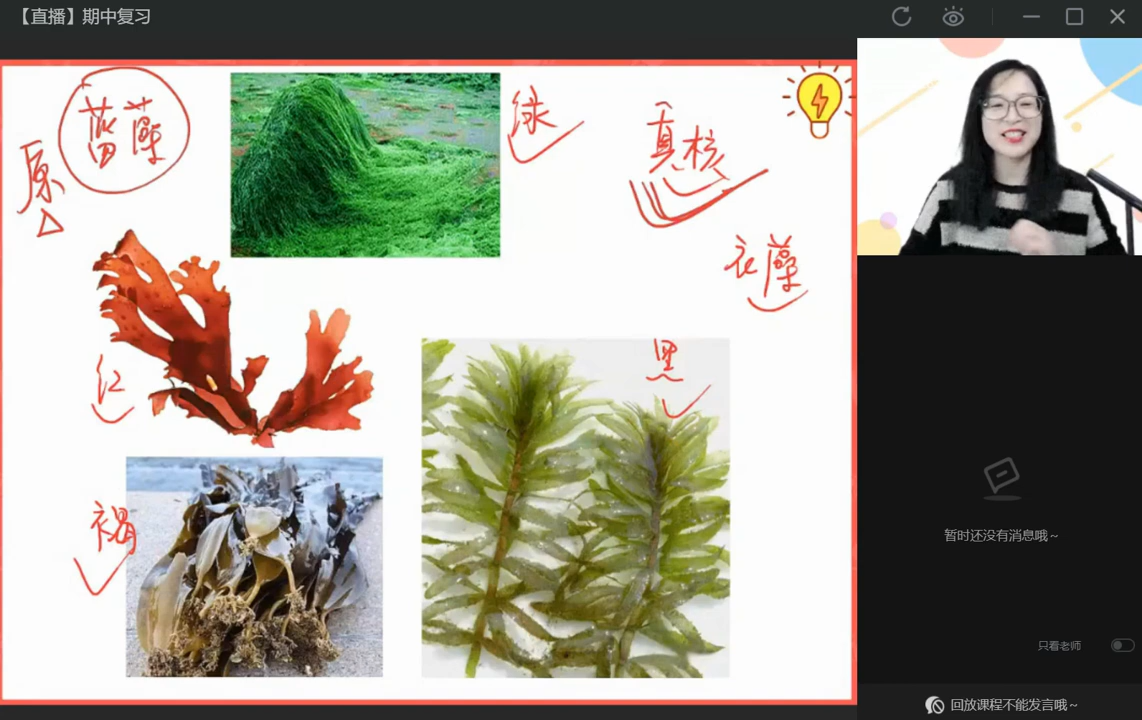 【直播】期中复习
蓝藻
原
绿
真核
衣藻
红
黑
褐
暂时还没有消息哦～
只看老师
回放课程不能发言哦～